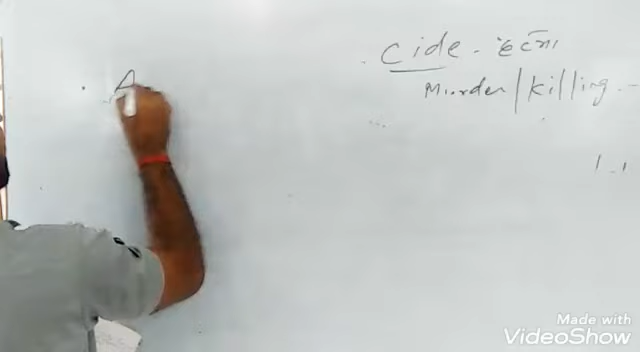 A
Cide - हत्या
Murder/killing -
Made with
VideoShow